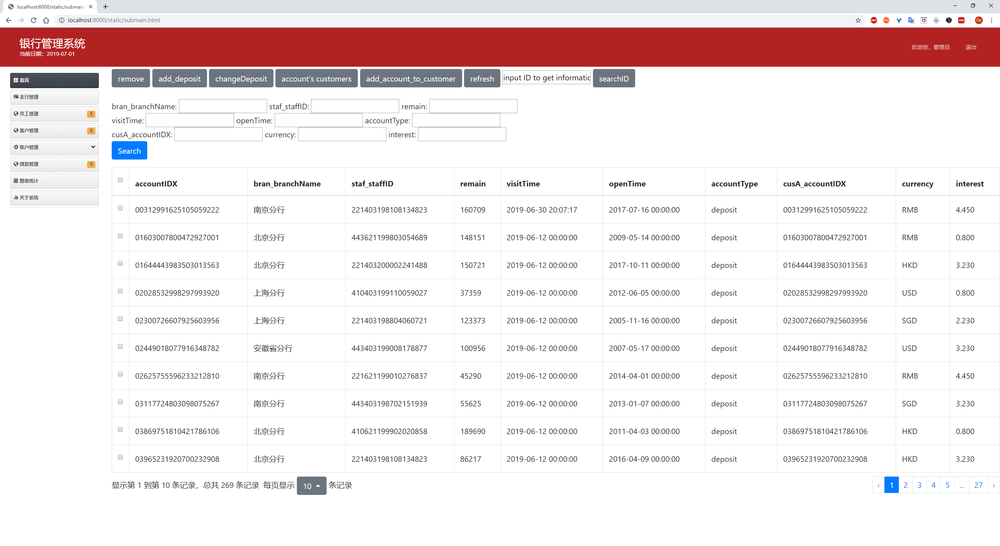 localhost:8000/static/submain
localhost:8000/static/submain.html
ABP
CORS
Qy
银行管理系统
当前日期：2019-07-01
欢迎您，管理员 退出
首页
支行管理
员工管理 5
客户管理 5
账户管理
贷款管理 5
图表统计
关于系统
remove add_deposit changeDeposit account's customers add_account_to_customer refresh input ID to get informatic searchID
bran_branchName: staf_staffID: remain:
visitTime: openTime: accountType:
cusA_accountIDX: currency: interest:
Search
accountIDX bran_branchName staf_staffID remain visitTime openTime accountType cusA_accountIDX currency interest
00312991625105059222 南京分行 221403198108134823 160709 2019-06-30 20:07:17 2017-07-16 00:00:00 deposit 00312991625105059222 RMB 4.450
01603007800472927001 北京分行 443621199803054689 148151 2019-06-12 00:00:00 2009-05-14 00:00:00 deposit 01603007800472927001 RMB 0.800
01644443983503013563 北京分行 221403200002241488 150721 2019-06-12 00:00:00 2017-10-11 00:00:00 deposit 01644443983503013563 HKD 3.230
02028532998297993920 上海分行 410403199110059027 37359 2019-06-12 00:00:00 2012-06-05 00:00:00 deposit 02028532998297993920 USD 0.800
02300726607925603956 上海分行 221403198804060721 123373 2019-06-12 00:00:00 2005-11-16 00:00:00 deposit 02300726607925603956 SGD 2.230
02449018077916348782 安徽省分行 443403199008178877 100956 2019-06-12 00:00:00 2007-05-17 00:00:00 deposit 02449018077916348782 USD 3.230
02625755596233212810 南京分行 221621199010276837 45290 2019-06-12 00:00:00 2014-04-01 00:00:00 deposit 02625755596233212810 RMB 4.450
03117724803098075267 南京分行 443403198702151939 55625 2019-06-12 00:00:00 2013-01-07 00:00:00 deposit 03117724803098075267 SGD 3.230
03869751810421786106 北京分行 410621199902020858 189690 2019-06-12 00:00:00 2011-04-03 00:00:00 deposit 03869751810421786106 HKD 0.800
03965231920700232908 北京分行 221403198108134823 86217 2019-06-12 00:00:00 2016-04-09 00:00:00 deposit 03965231920700232908 HKD 3.230
显示第 1 到第 10 条记录，总共 269 条记录 每页显示 10 条记录 ‹ 1 2 3 4 5 ... 27 ›